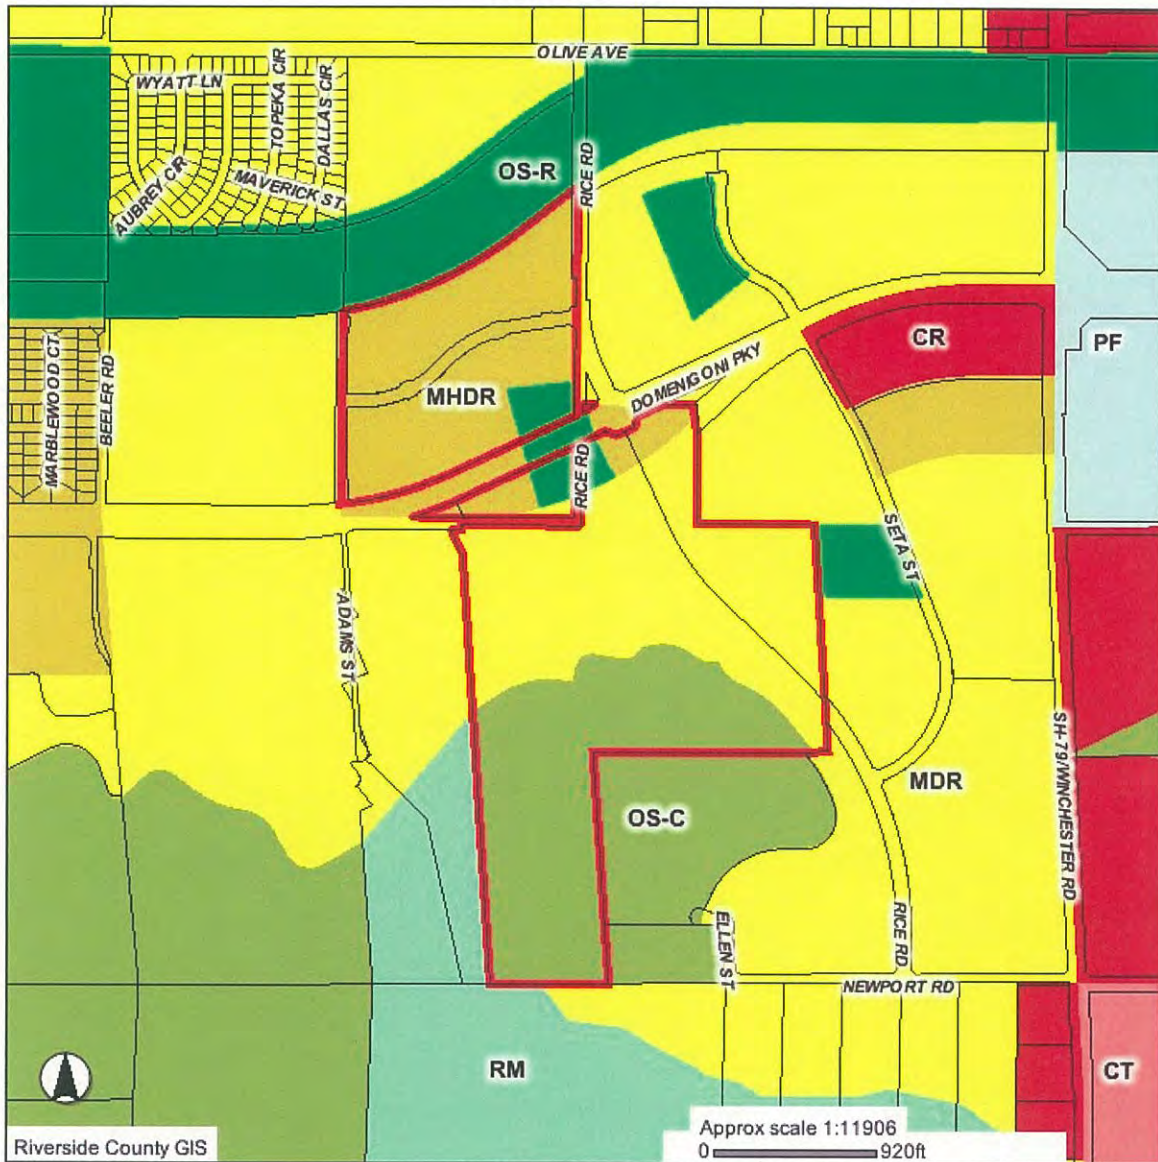 OLIVE AVE
WYATT LN
TOPEKA CIR
DALLAS CIR
AUBREY CIR
MAVERICK ST
OS-R
RICE RD
MARBLEWOOD CT
BEELER RD
MHDR
DOMENIGONI PKY
CR
PF
RICE RD
SETA ST
ADAMS ST
SH-79/WINCHESTER RD
MDR
OS-C
ELLEN ST
RICE RD
NEWPORT RD
RM
CT
Riverside County GIS
Approx scale 1:11906
0 920ft